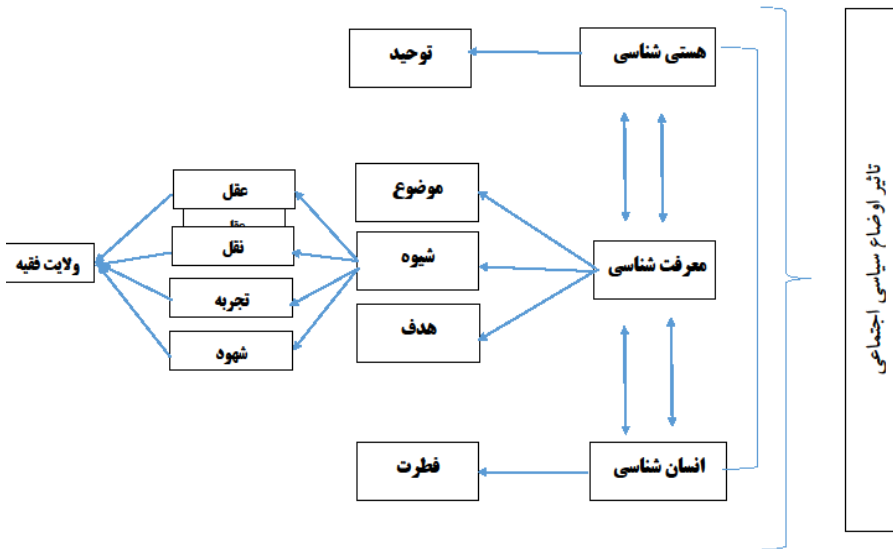 تاثیر اوضاع سیاسی اجتماعی
هستی شناسی
توحید
موضوع
عقل
معرفت شناسی
شیوه
نقل
ولایت فقیه
تجربه
هدف
شهود
انسان شناسی
فطرت